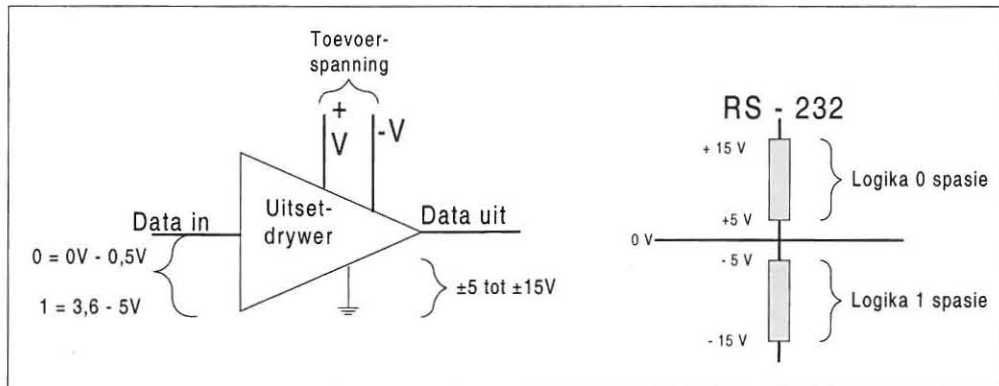 Toevoer-
spanning
+
V
-V
Uitset-
drywer
Data in
Data uit
0 = 0V - 0,5V
1 = 3,6 - 5V
±5 tot ±15V
RS - 232
+ 15 V
Logika 0 spasie
+5 V
0 V
- 5 V
Logika 1 spasie
- 15 V